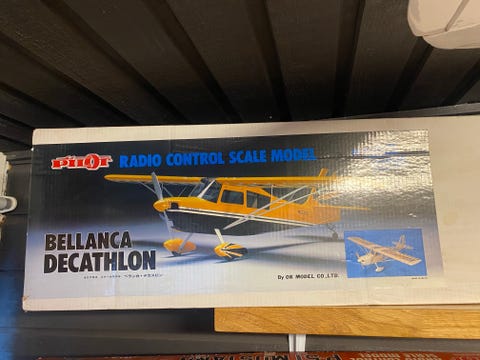 PILOT RADIO CONTROL SCALE MODEL
BELLANCA
DECATHLON
By OK MODEL CO.,LTD.